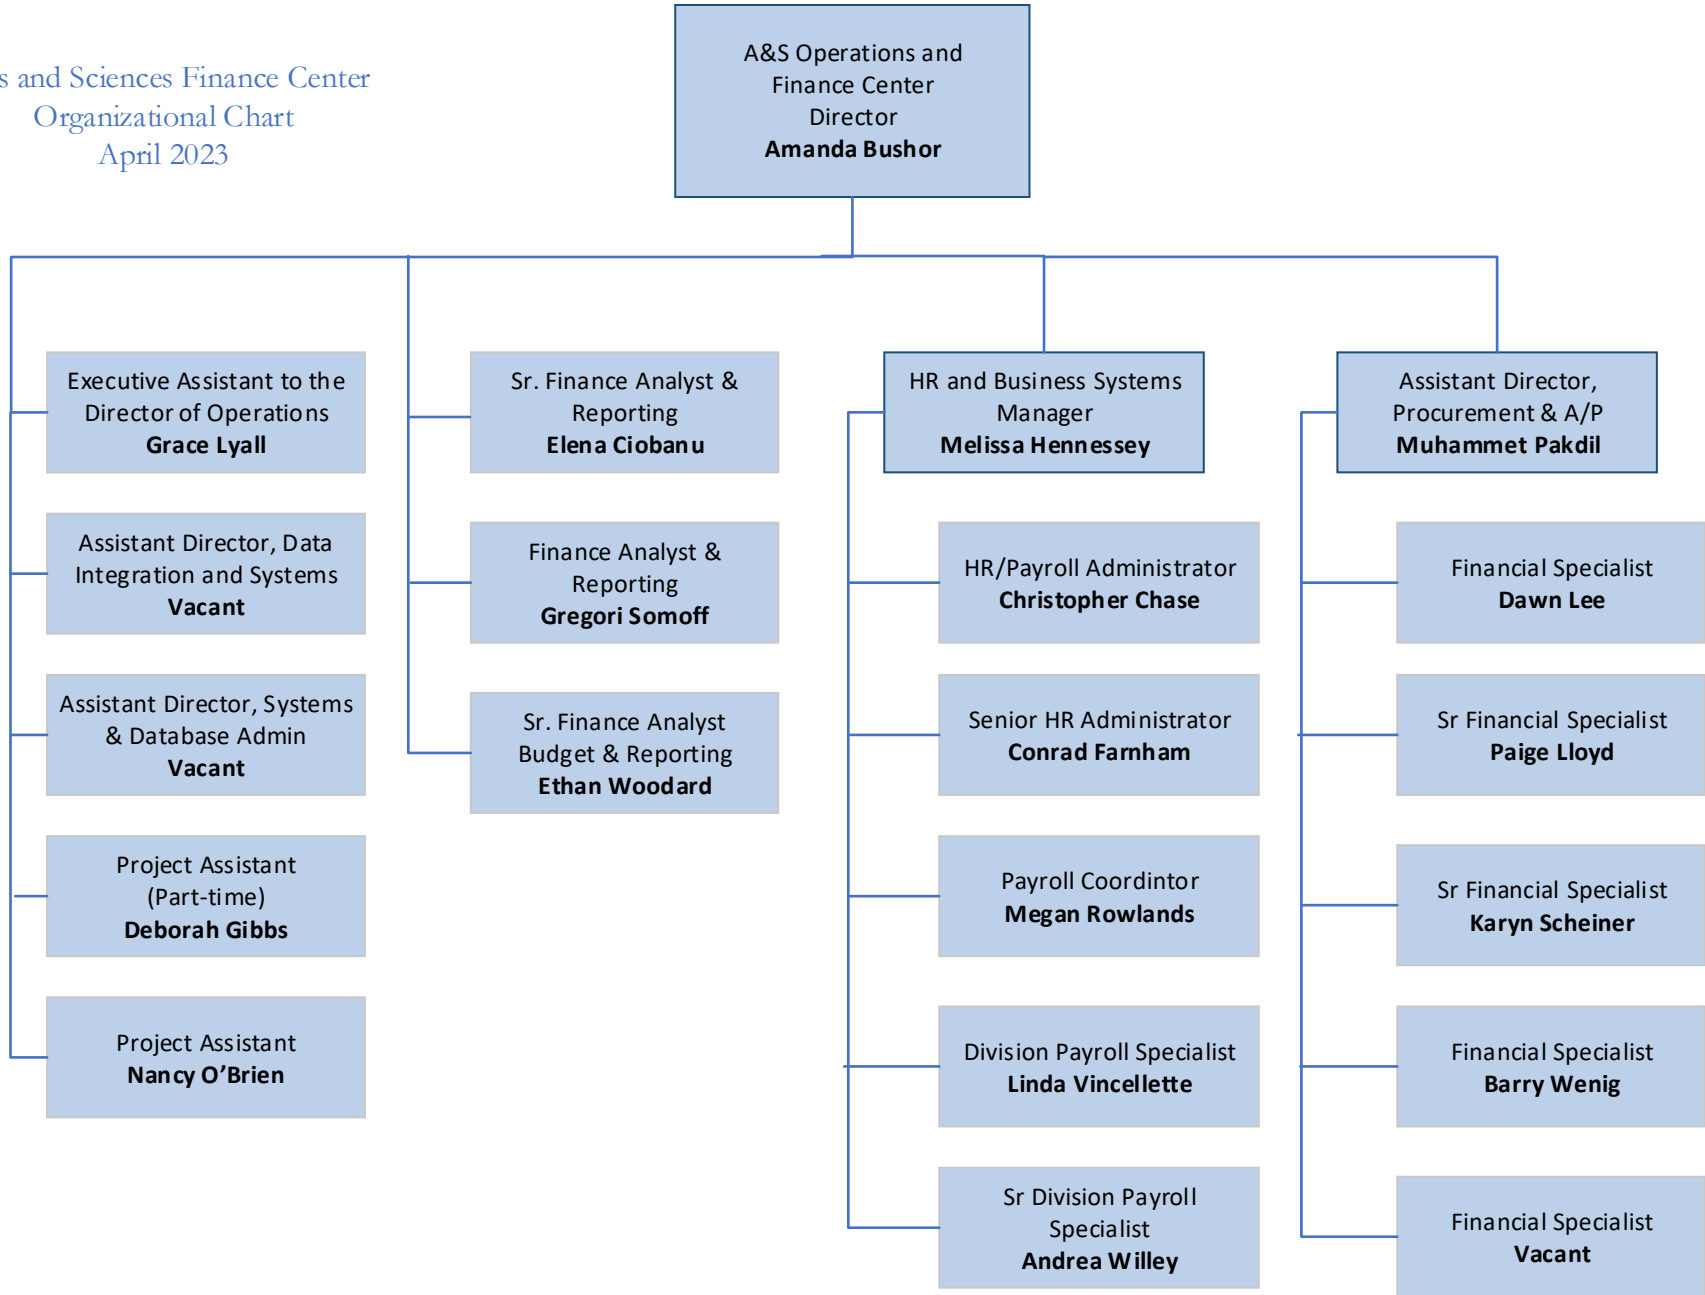 s and Sciences Finance Center
Organizational Chart
April 2023
A&S Operations and
Finance Center
Director
Amanda Bushor
Executive Assistant to the
Director of Operations
Grace Lyall
Assistant Director, Data
Integration and Systems
Vacant
Assistant Director, Systems
& Database Admin
Vacant
Project Assistant
(Part-time)
Deborah Gibbs
Project Assistant
Nancy O’Brien
Sr. Finance Analyst &
Reporting
Elena Ciobanu
Finance Analyst &
Reporting
Gregori Somoff
Sr. Finance Analyst
Budget & Reporting
Ethan Woodard
HR and Business Systems
Manager
Melissa Hennessey
HR/Payroll Administrator
Christopher Chase
Senior HR Administrator
Conrad Farnham
Payroll Coordintor
Megan Rowlands
Division Payroll Specialist
Linda Vincellette
Sr Division Payroll
Specialist
Andrea Willey
Assistant Director,
Procurement & A/P
Muhammet Pakdil
Financial Specialist
Dawn Lee
Sr Financial Specialist
Paige Lloyd
Sr Financial Specialist
Karyn Scheiner
Financial Specialist
Barry Wenig
Financial Specialist
Vacant